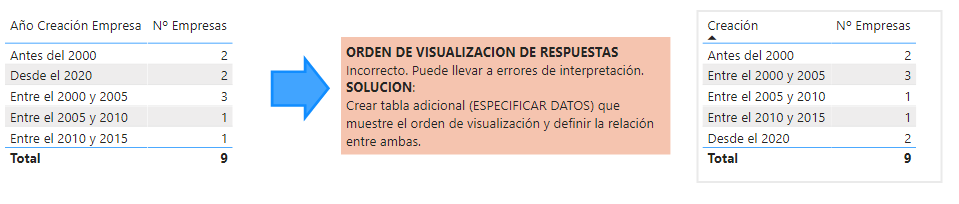 Año Creación Empresa Nº Empresas
Antes del 2000 2
Desde el 2020 2
Entre el 2000 y 2005 3
Entre el 2005 y 2010 1
Entre el 2010 y 2015 1
Total 9
ORDEN DE VISUALIZACION DE RESPUESTAS
Incorrecto. Puede llevar a errores de interpretación.
SOLUCION:
Crear tabla adicional (ESPECIFICAR DATOS) que
muestre el orden de visualización y definir la relación
entre ambas.
Creación Nº Empresas
Antes del 2000 2
Entre el 2000 y 2005 3
Entre el 2005 y 2010 1
Entre el 2010 y 2015 1
Desde el 2020 2
Total 9